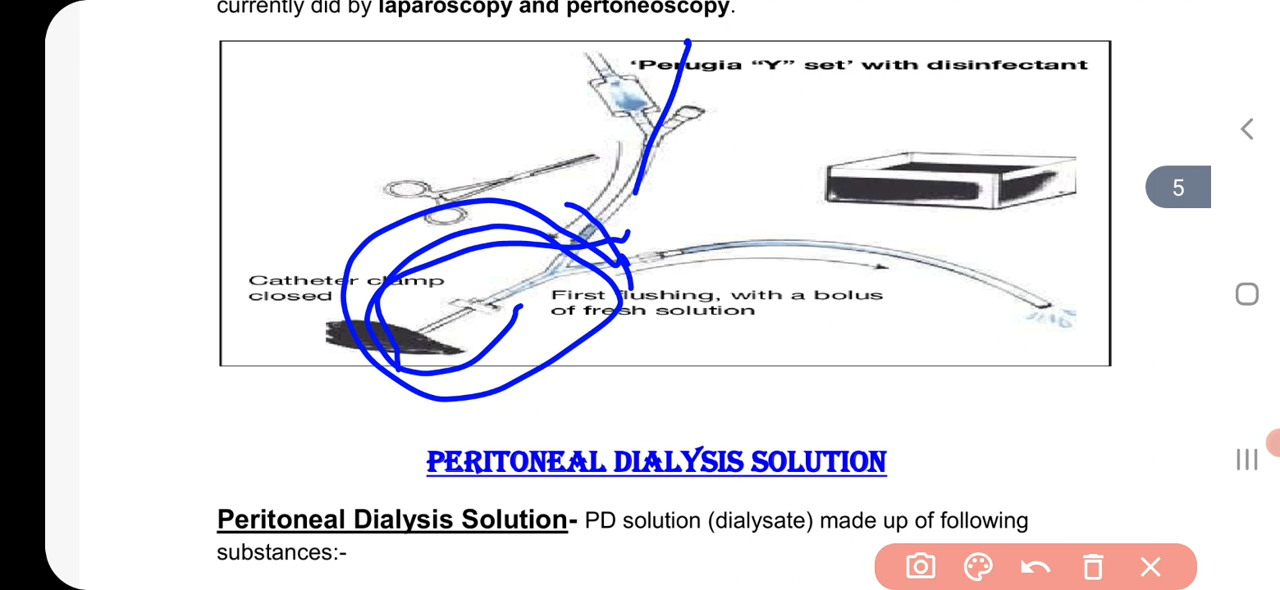 currently did by laparoscopy and pertoneoscopy.
‘Perugia “Y” set’ with disinfectant
Catheter clamp
closed
First flushing, with a bolus
of fresh solution
5
PERITONEAL DIALYSIS SOLUTION
Peritoneal Dialysis Solution- PD solution (dialysate) made up of following
substances:-